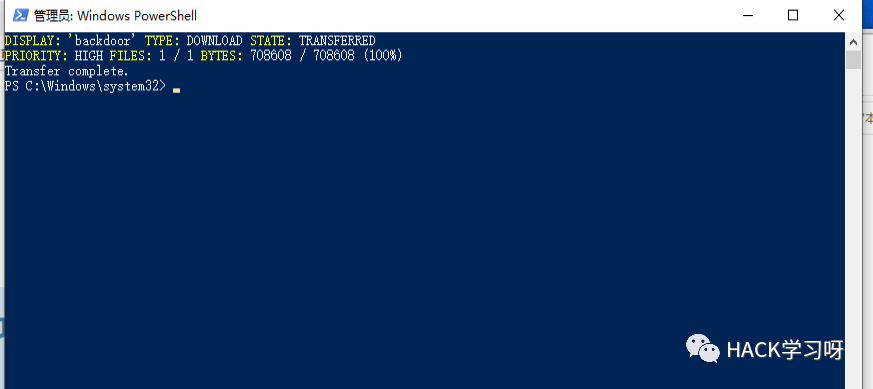 管理员: Windows PowerShell
DISPLAY: 'backdoor' TYPE: DOWNLOAD STATE: TRANSFERRED
PRIORITY: HIGH FILES: 1 / 1 BYTES: 708608 / 708608 (100%)
Transfer complete.
PS C:\Windows\system32>
HACK学习呀